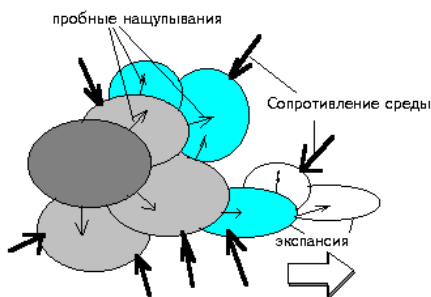 пробные нащупывания
Сопротивление среды
экспансия